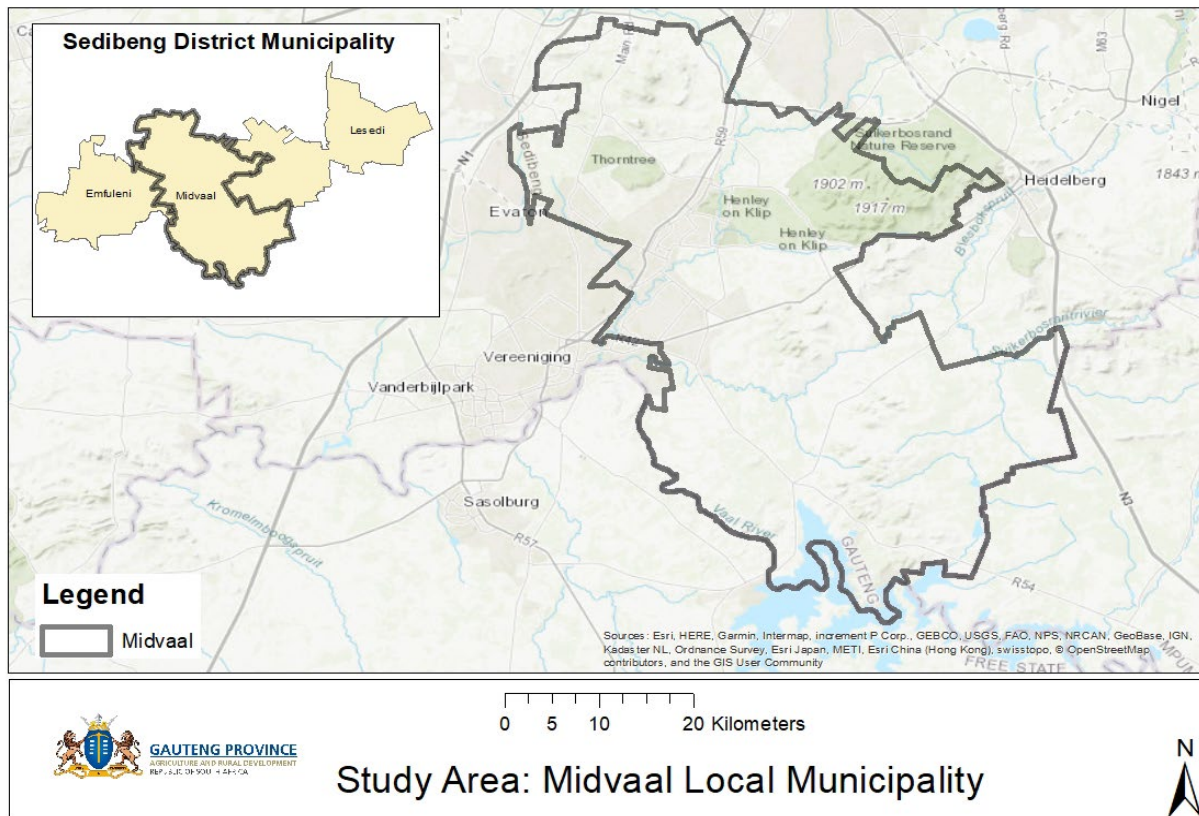 Sedibeng District Municipality
Lesedi
Emfuleni
Midvaal
Main Rd
R59
N1
Sedibeng
Thorntree
Evaton
Suikerbosrand
Nature Reserve
1902 m
1917 m
Henley
on Klip
Henley
on Klip
Heidelberg
Blesbokspruit
Nigel
M63
1843 m
Vereeniging
Vanderbijlpark
Sasolburg
Kromelmboogspruit
R57
Vaal River
GAUTENG
R54
N3
FREE STATE
Legend
Midvaal
Sources: Esri, HERE, Garmin, Intermap, increment P Corp., GEBCO, USGS, FAO, NPS, NRCAN, GeoBase, IGN,
Kadaster NL, Ordnance Survey, Esri Japan, METI, Esri China (Hong Kong), swisstopo, © OpenStreetMap
contributors, and the GIS User Community
0 5 10 20 Kilometers
GAUTENG PROVINCE
AGRICULTURE AND RURAL DEVELOPMENT
REPUBLIC OF SOUTH AFRICA
Study Area: Midvaal Local Municipality
N